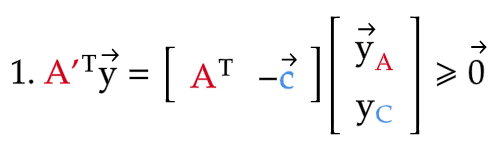 1. A′ᵀy⃗ = [ Aᵀ −c⃗ ] [ y⃗_A y_C ] ⩾ 0⃗